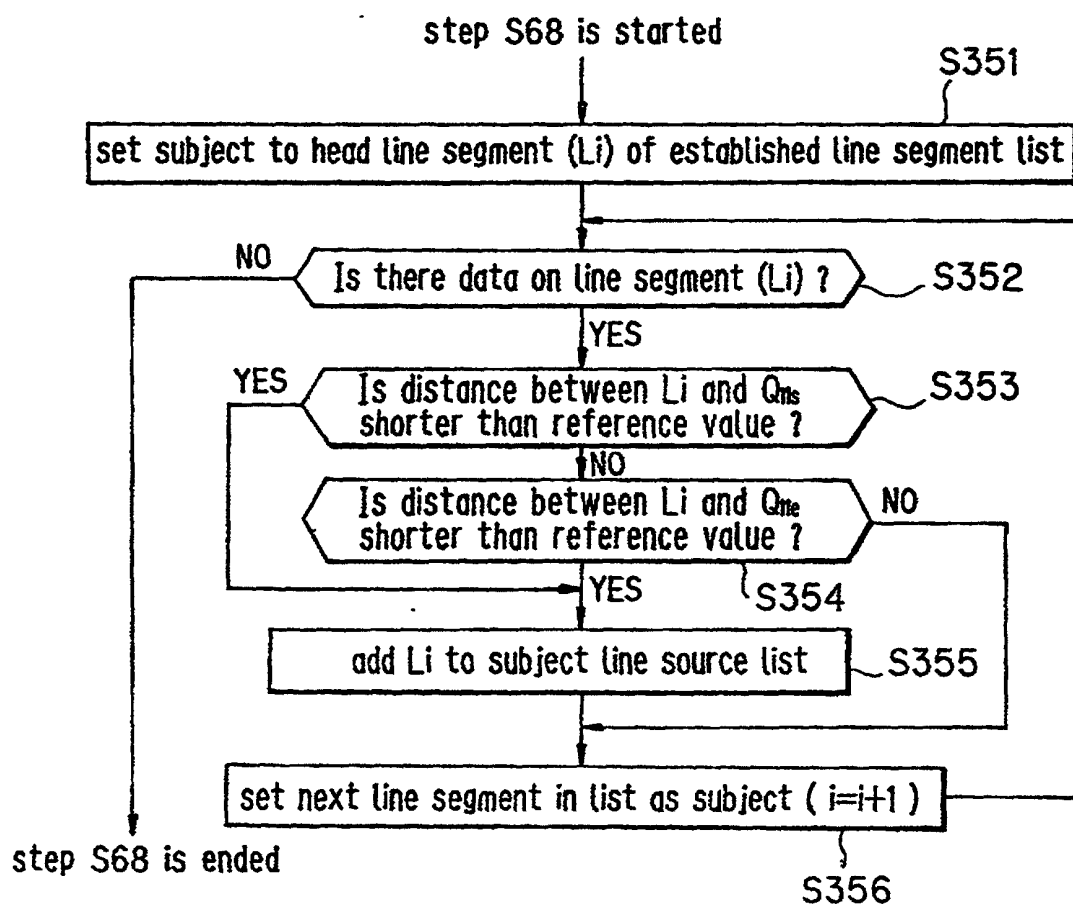 step S68 is started
S351
set subject to head line segment (Li) of established line segment list
NO
Is there data on line segment (Li) ?
S352
YES
YES
Is distance between Li and Qms
shorter than reference value ?
S353
NO
Is distance between Li and Qme
shorter than reference value ?
NO
YES
S354
add Li to subject line source list
S355
set next line segment in list as subject ( i=i+1 )
step S68 is ended
S356